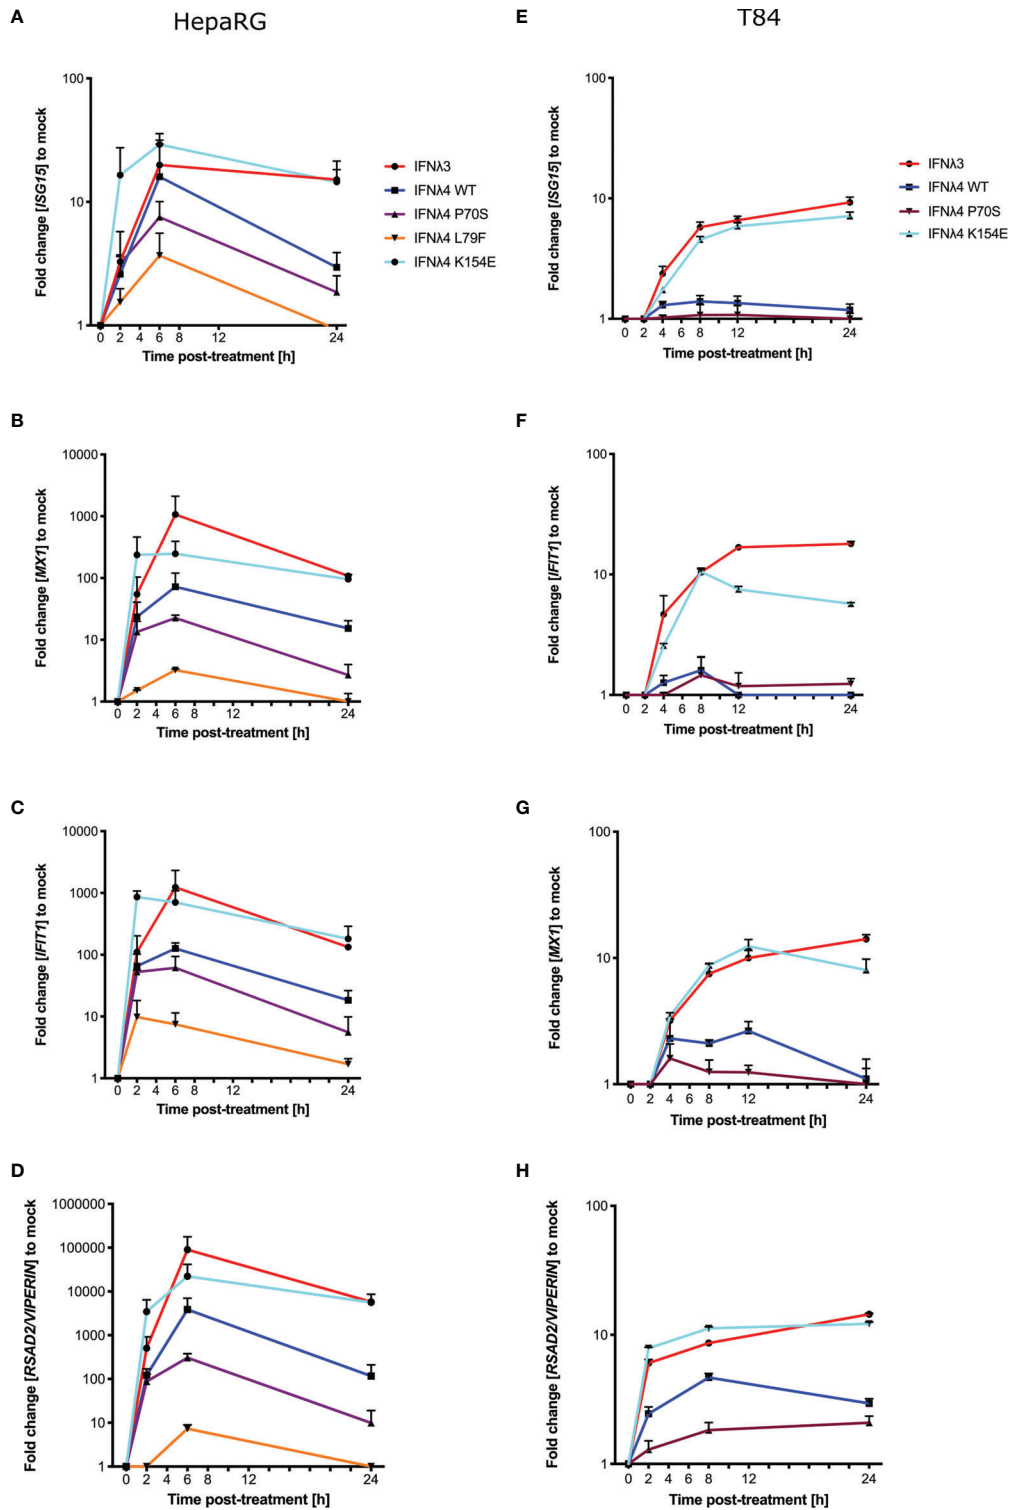 A
HepaRG
Fold change [ISG15] to mock
100
10
1
0 2 4 6 8 12 24
Time post-treatment [h]
IFNλ3
IFNλ4 WT
IFNλ4 P70S
IFNλ4 L79F
IFNλ4 K154E
E
T84
Fold change [ISG15] to mock
100
10
1
0 2 4 6 8 12 24
Time post-treatment [h]
IFNλ3
IFNλ4 WT
IFNλ4 P70S
IFNλ4 K154E
B
Fold change [MX1] to mock
10000
1000
100
10
1
0 2 4 6 8 12 24
Time post-treatment [h]
F
Fold change [IFIT1] to mock
100
10
1
0 2 4 6 8 12 24
Time post-treatment [h]
C
Fold change [IFIT1] to mock
10000
1000
100
10
1
0 2 4 6 8 12 24
Time post-treatment [h]
G
Fold change [MX1] to mock
100
10
1
0 2 4 6 8 12 24
Time post-treatment [h]
D
Fold change [RSAD2/VIPERIN] to mock
1000000
100000
10000
1000
100
10
1
0 2 4 6 8 12 24
Time post-treatment [h]
H
Fold change [RSAD2/VIPERIN] to mock
100
10
1
0 2 4 6 8 12 24
Time post-treatment [h]